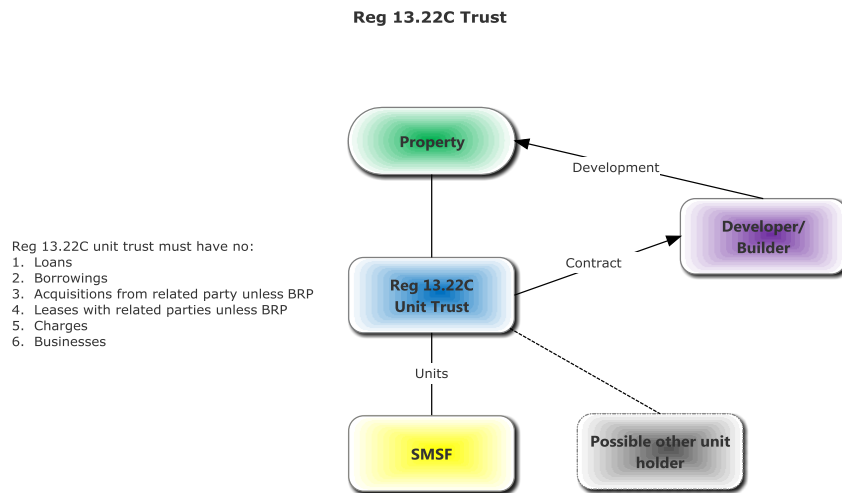 Reg 13.22C Trust
Property
Development
Developer/
Builder
Contract
Reg 13.22C
Unit Trust
Reg 13.22C unit trust must have no:
1. Loans
2. Borrowings
3. Acquisitions from related party unless BRP
4. Leases with related parties unless BRP
5. Charges
6. Businesses
Units
SMSF
Possible other unit
holder